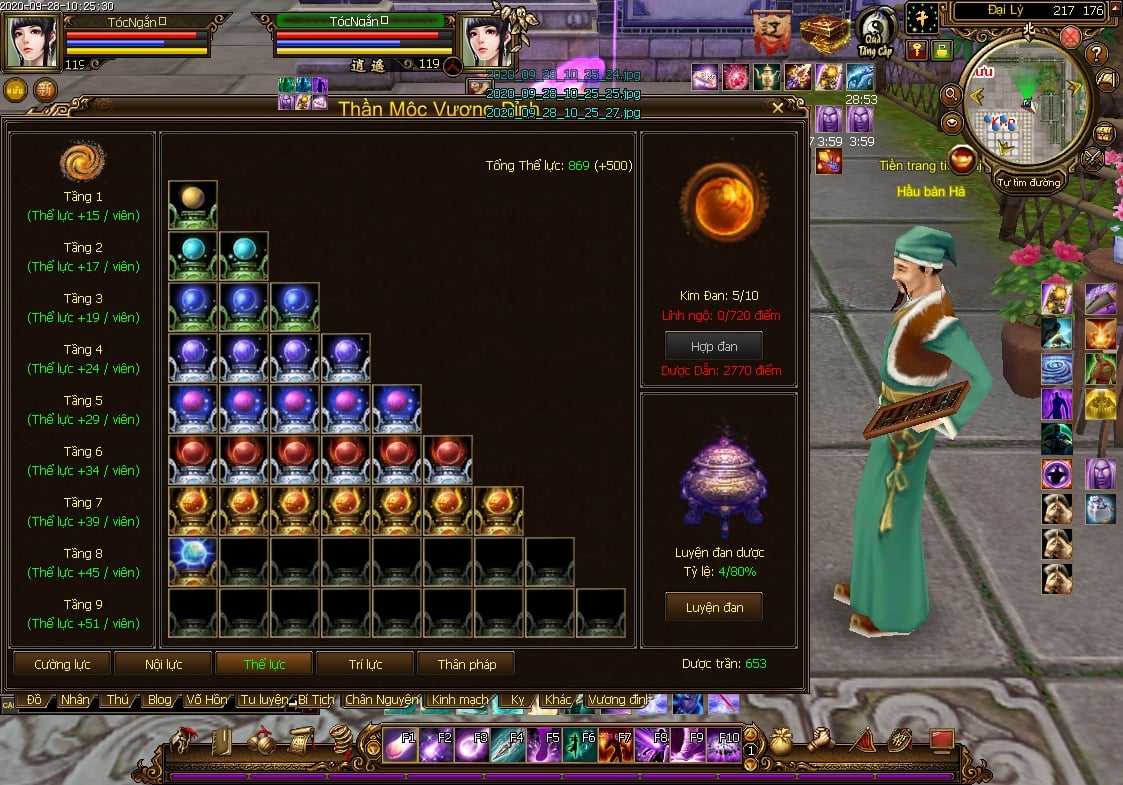 2020-09-28-10:25:30
TócNgắn□
119
TócNgắn□
逍遥 119
2020_09_28_10_25_24.jpg
2020_09_28_10_25_25.jpg
2020_09_28_10_25_27.jpg
Quà
Tăng Cấp
Đại Lý 217 176
北
28:53
3:59 3:59
Tự tìm đường
Tiền trang
Hầu bàn Hà
Thần Mộc Vương Đỉnh
Tổng Thể lực: 869 (+500)
Tầng 1
(Thể lực +15 / viên)
Tầng 2
(Thể lực +17 / viên)
Tầng 3
(Thể lực +19 / viên)
Tầng 4
(Thể lực +24 / viên)
Tầng 5
(Thể lực +29 / viên)
Tầng 6
(Thể lực +34 / viên)
Tầng 7
(Thể lực +39 / viên)
Tầng 8
(Thể lực +45 / viên)
Tầng 9
(Thể lực +51 / viên)
Kim Đan: 5/10
Lĩnh ngộ: 0/720 điểm
Hợp đan
Dược Dẫn: 2770 điểm
Luyện đan dược
Tỷ lệ: 4/80%
Luyện đan
Cường lực
Nội lực
Thể lực
Trí lực
Thân pháp
Dược trần: 653
Đồ Nhân Thú Blog Võ Hồn Tu luyện Bí Tịch Chân Nguyên Kinh mạch Kỵ Khác Vương đỉnh
F1 F2 F3 F4 F5 F6 F7 F8 F9 F10 1